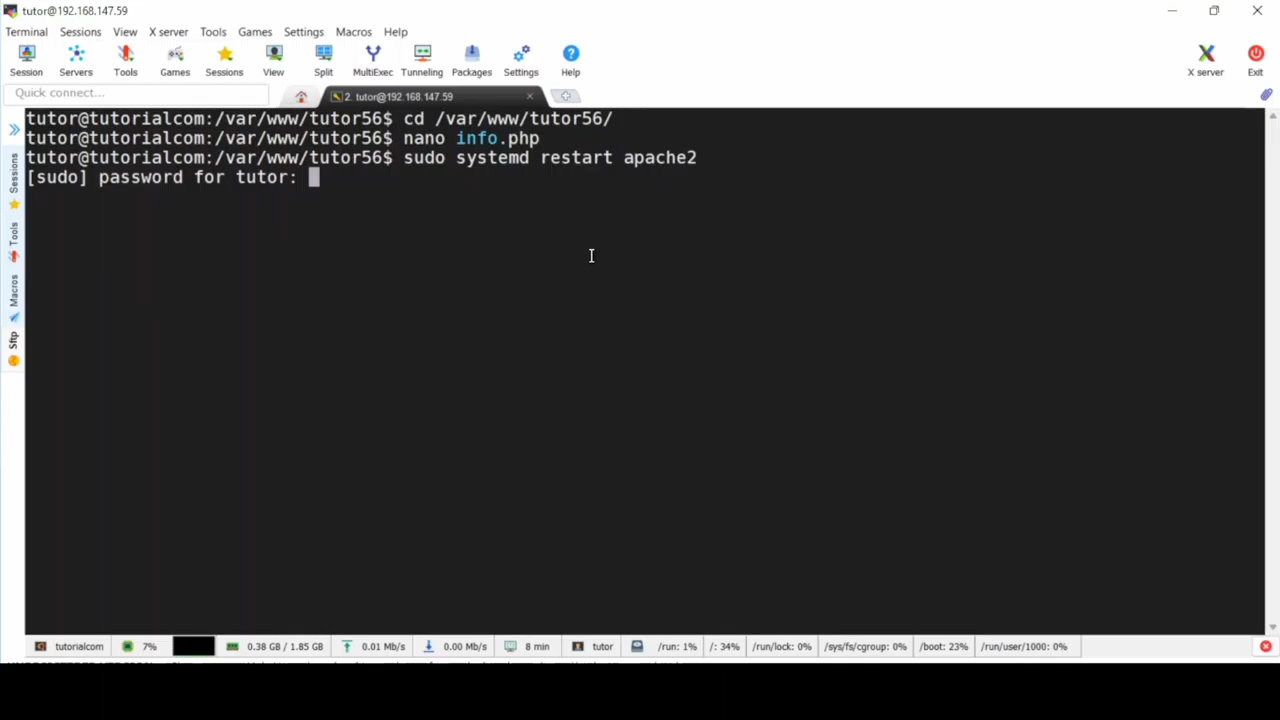 tutor@192.168.147.59
Terminal Sessions View X server Tools Games Settings Macros Help
Session Servers Tools Games Sessions View Split MultiExec Tunneling Packages Settings Help X server Exit
Quick connect...
2. tutor@192.168.147.59
tutor@tutorialcom:/var/www/tutor56$ cd /var/www/tutor56/
tutor@tutorialcom:/var/www/tutor56$ nano info.php
tutor@tutorialcom:/var/www/tutor56$ sudo systemd restart apache2
[sudo] password for tutor:
Sessions
Tools
Macros
Sftp
tutorialcom 7% 0.38 GB / 1.85 GB 0.01 Mb/s 0.00 Mb/s 8 min tutor /run: 1% /: 34% /run/lock: 0% /sys/fs/cgroup: 0% /boot: 23% /run/user/1000: 0%